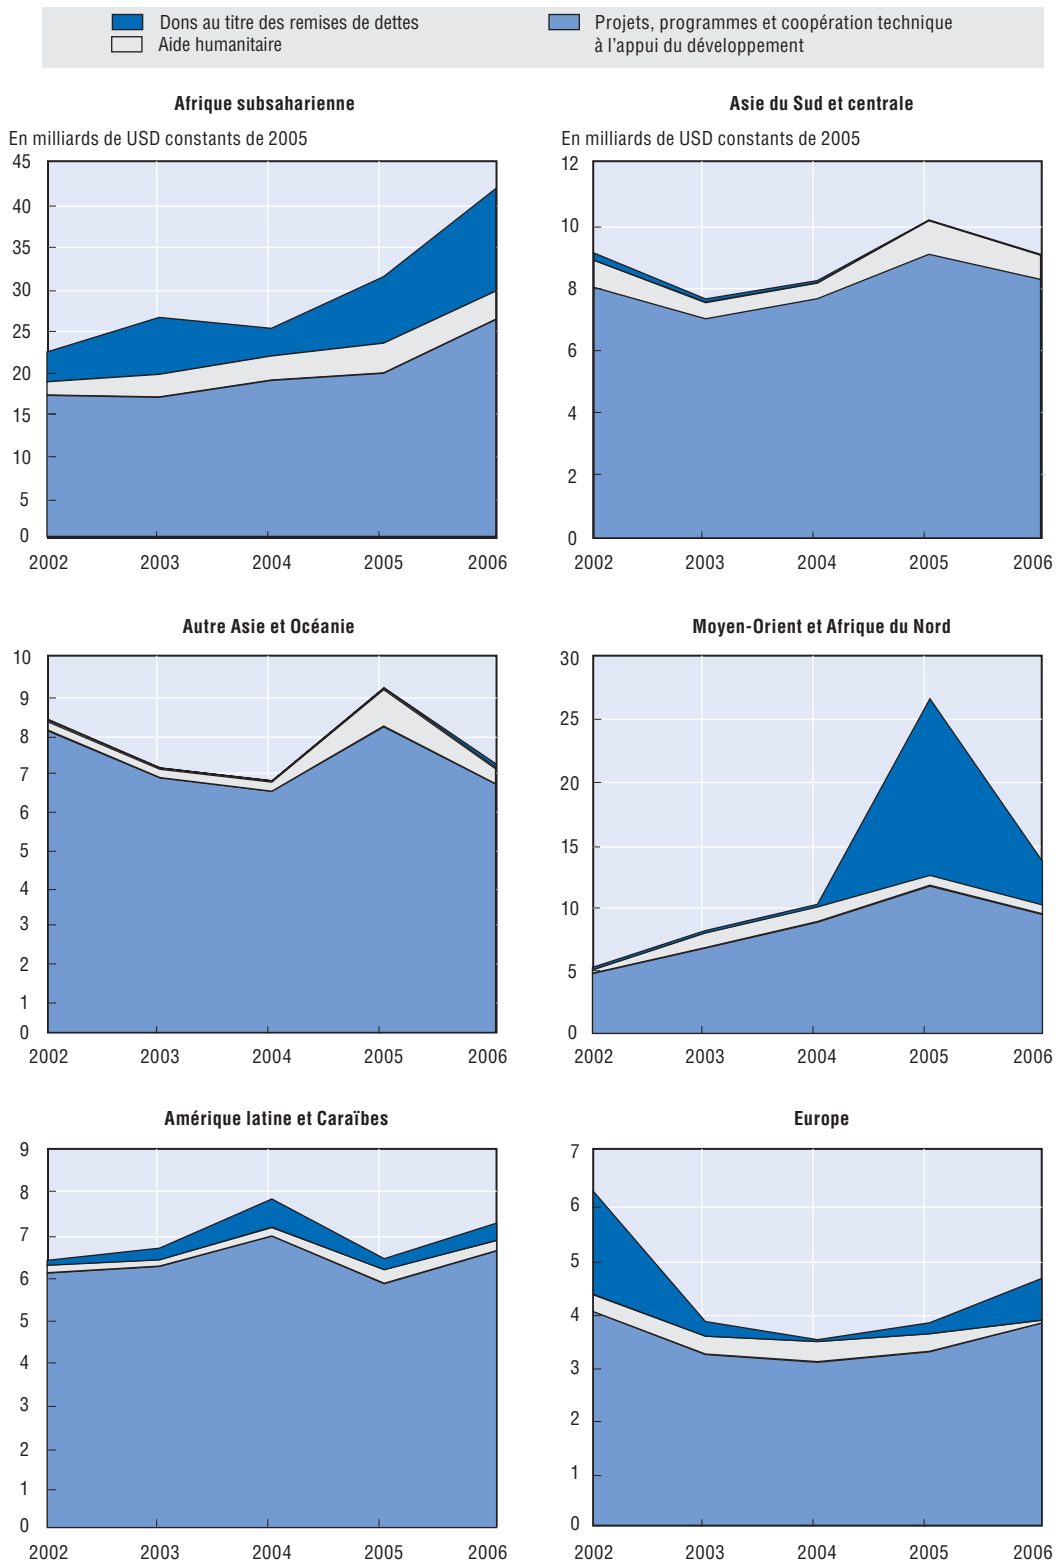 Dons au titre des remises de dettes
Aide humanitaire
Projets, programmes et coopération technique
à l'appui du développement
Afrique subsaharienne
En milliards de USD constants de 2005
45
40
35
30
25
20
15
10
5
0
2002 2003 2004 2005 2006
Asie du Sud et centrale
En milliards de USD constants de 2005
12
10
8
6
4
2
0
2002 2003 2004 2005 2006
Autre Asie et Océanie
10
9
8
7
6
5
4
3
2
1
0
2002 2003 2004 2005 2006
Moyen-Orient et Afrique du Nord
30
25
20
15
10
5
0
2002 2003 2004 2005 2006
Amérique latine et Caraïbes
9
8
7
6
5
4
3
2
1
0
2002 2003 2004 2005 2006
Europe
7
6
5
4
3
2
1
0
2002 2003 2004 2005 2006